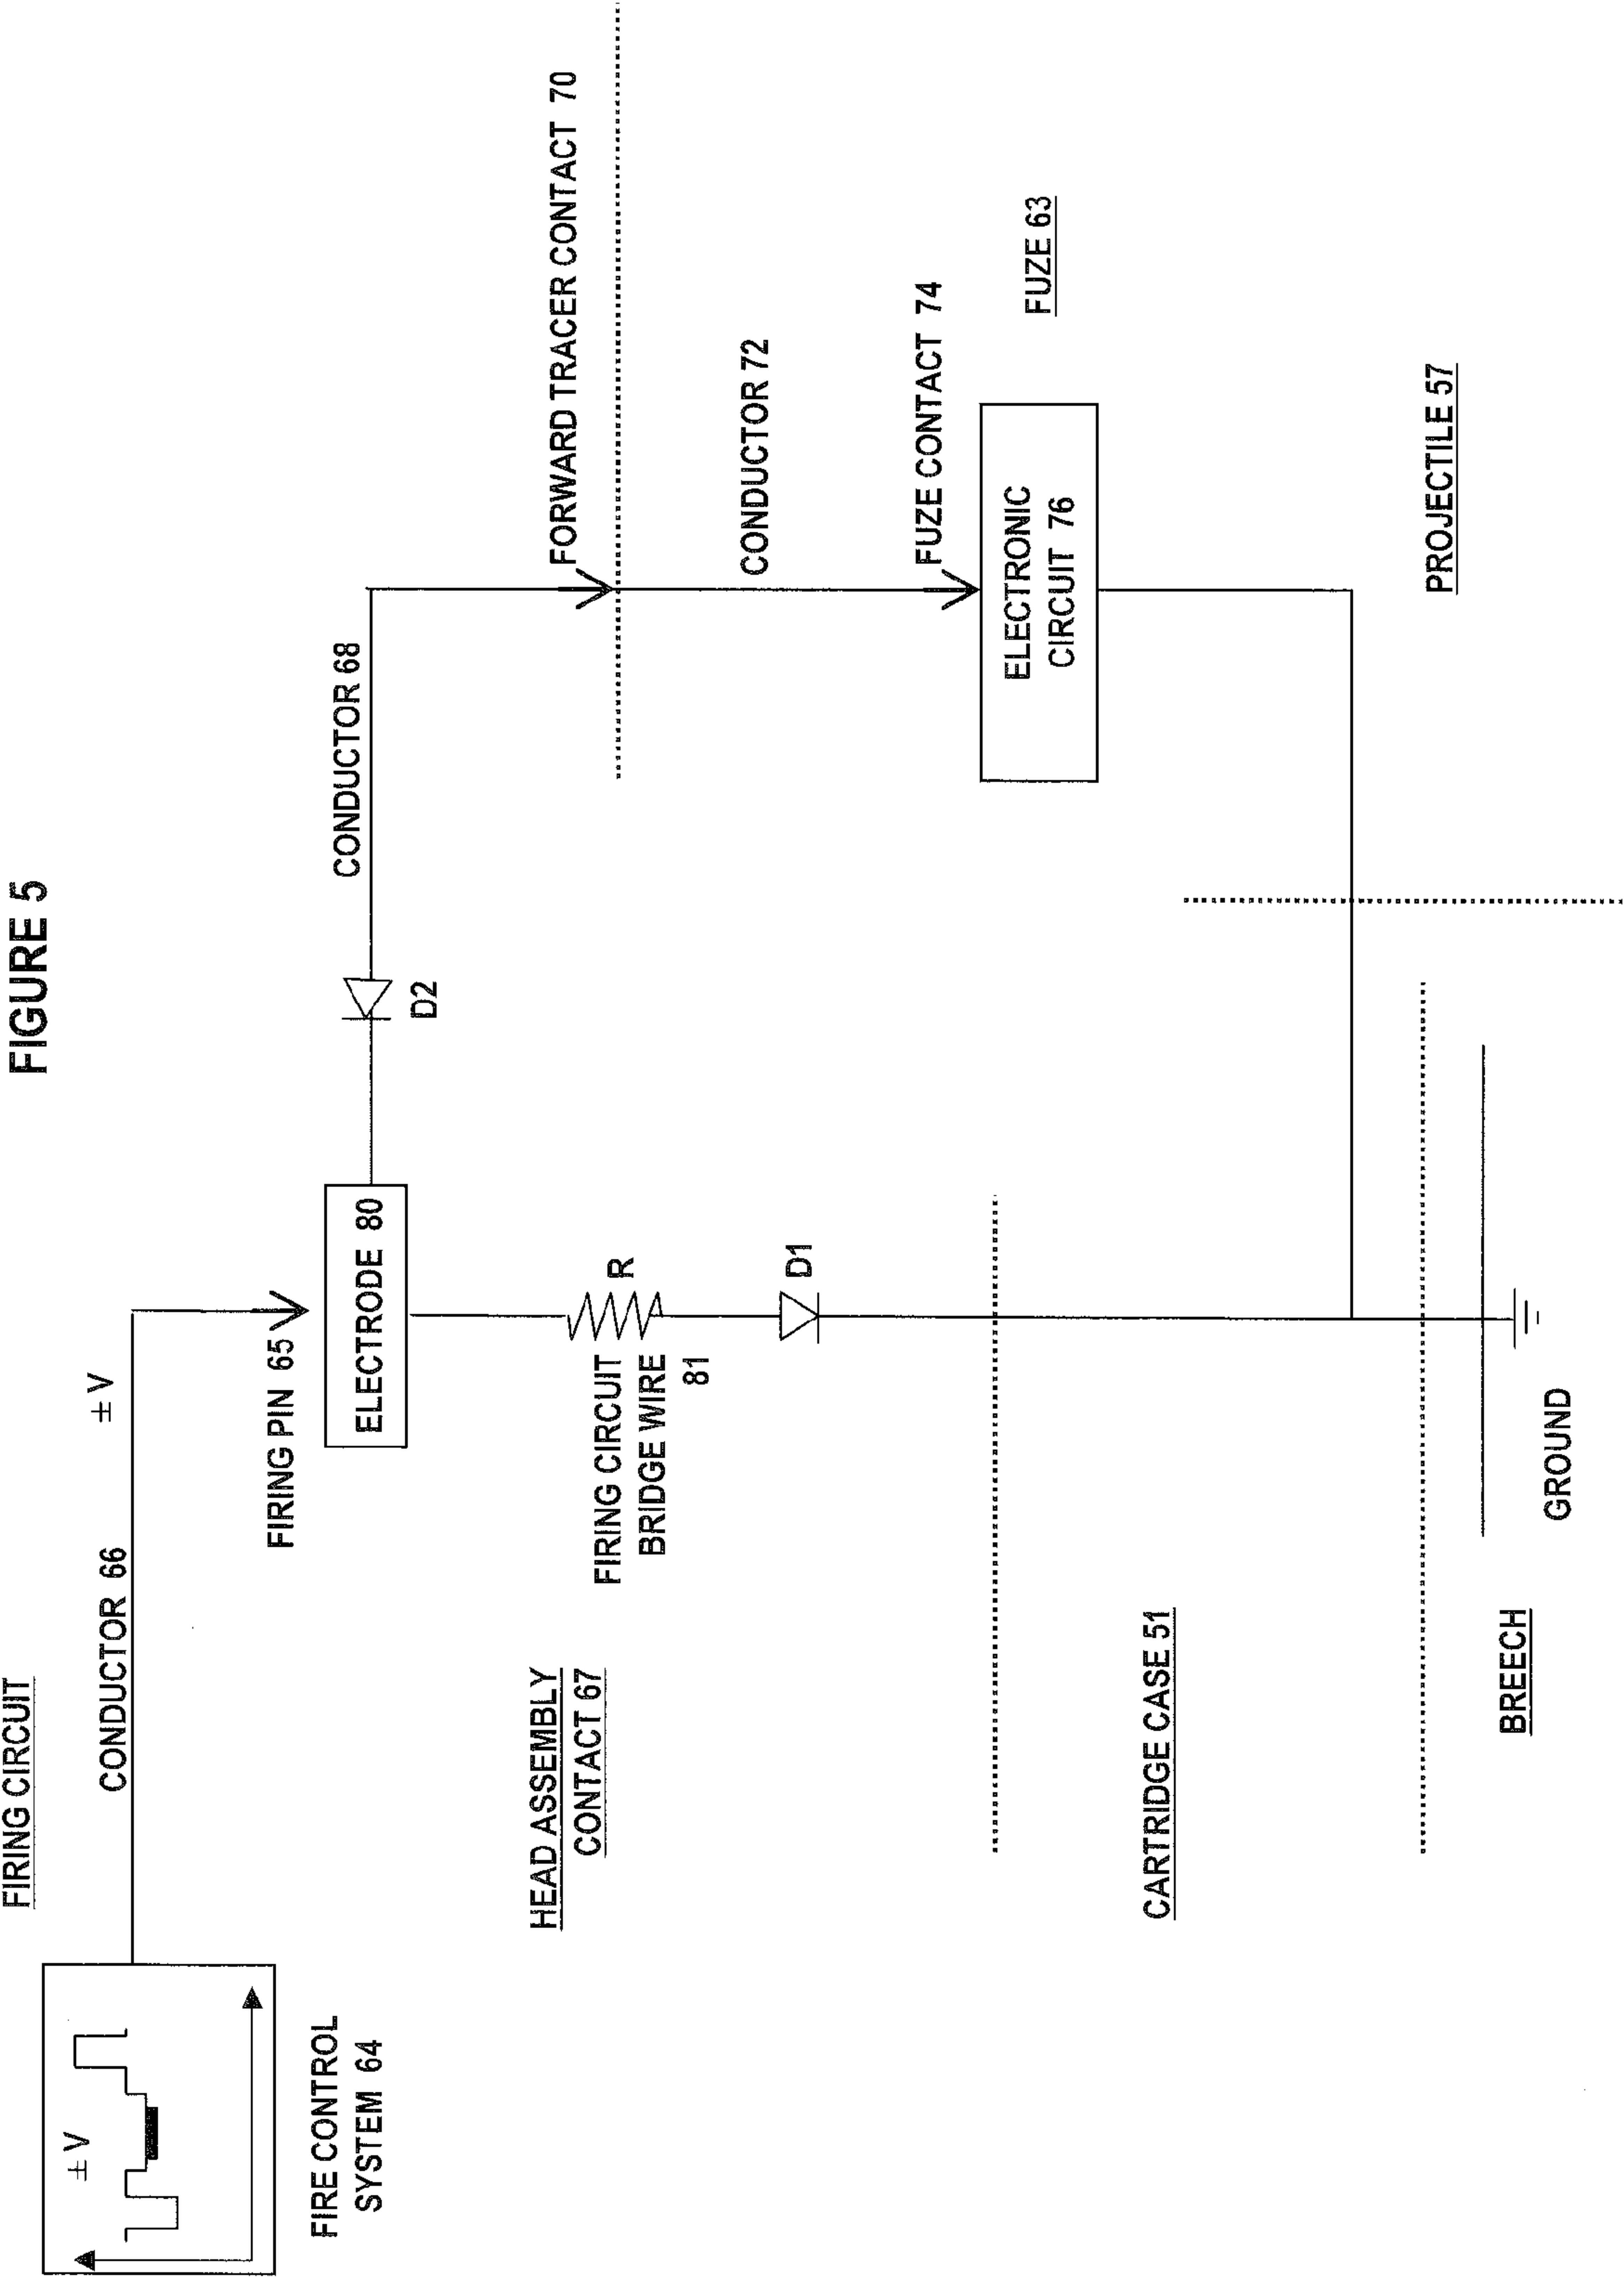 FIGURE 5
FIRING CIRCUIT
± V
CONDUCTOR 66
± V
FIRE CONTROL
SYSTEM 64
FIRING PIN 65
ELECTRODE 80
D2
CONDUCTOR 68
FORWARD TRACER CONTACT 70
HEAD ASSEMBLY
CONTACT 67
FIRING CIRCUIT
BRIDGE WIRE
81
R
D1
CONDUCTOR 72
FUZE CONTACT 74
ELECTRONIC
CIRCUIT 76
FUZE 63
CARTRIDGE CASE 51
PROJECTILE 57
BREECH
GROUND